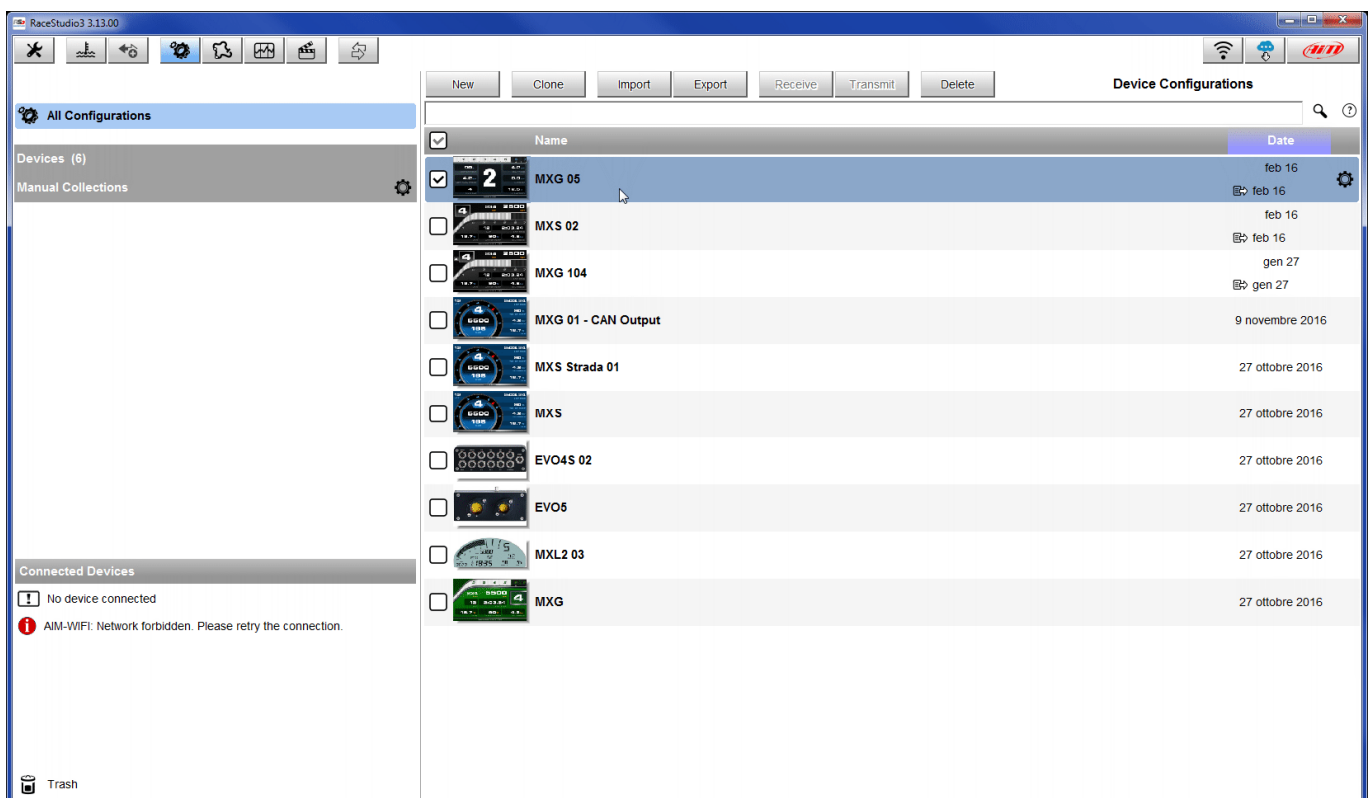 RaceStudio3 3.13.00
AiM
New Clone Import Export Receive Transmit Delete Device Configurations
All Configurations
Name Date
Devices (6)
Manual Collections
MXG 05 feb 16
feb 16
MXS 02 feb 16
feb 16
MXG 104 gen 27
gen 27
MXG 01 - CAN Output 9 novembre 2016
MXS Strada 01 27 ottobre 2016
MXS 27 ottobre 2016
EVO4S 02 27 ottobre 2016
EVO5 27 ottobre 2016
MXL2 03 27 ottobre 2016
MXG 27 ottobre 2016
Connected Devices
No device connected
AIM-WIFI: Network forbidden. Please retry the connection.
Trash